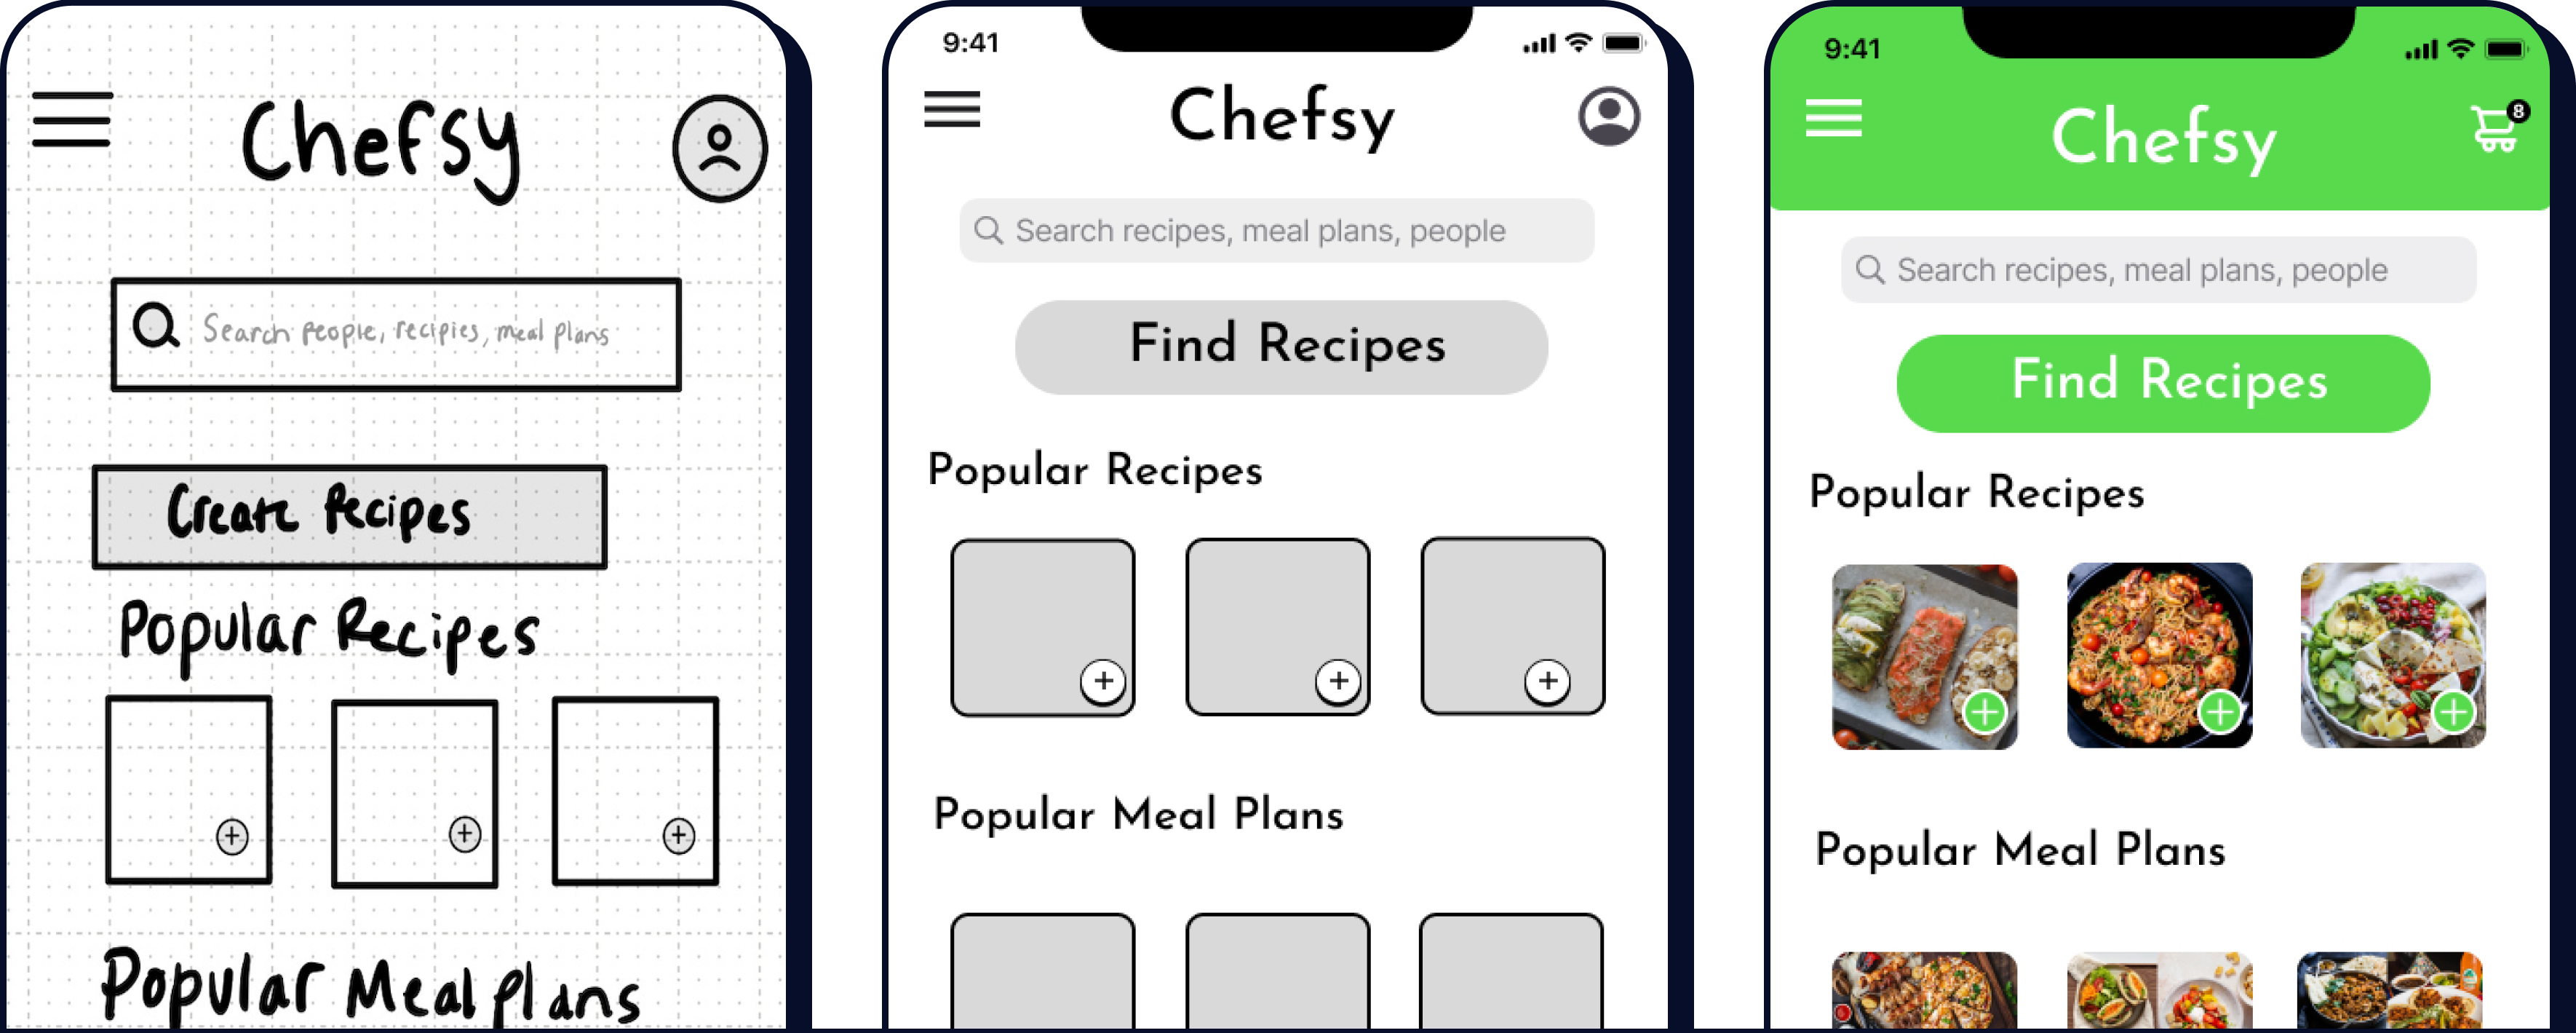 Chefsy
Search people, recipies, meal plans
Create Recipes
Popular Recipes
Popular Meal plans
9:41
Chefsy
Search recipes, meal plans, people
Find Recipes
Popular Recipes
Popular Meal Plans
9:41
8
Chefsy
Search recipes, meal plans, people
Find Recipes
Popular Recipes
Popular Meal Plans